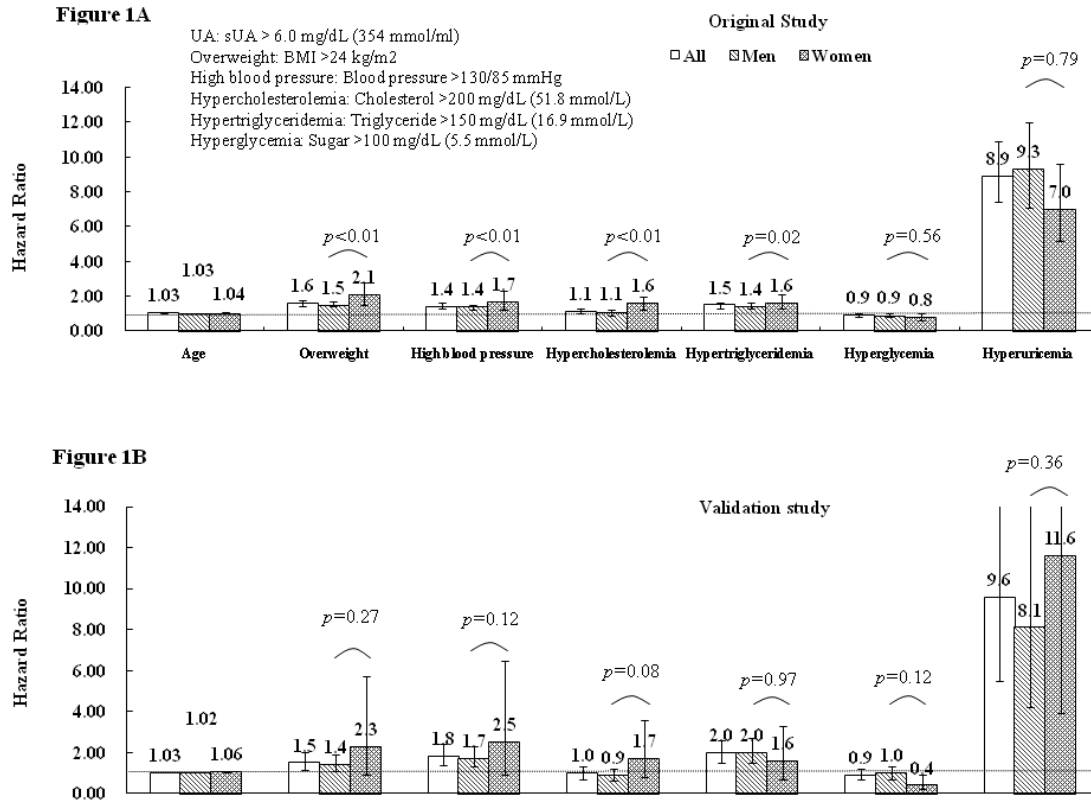 Figure 1A
Original Study
UA: sUA > 6.0 mg/dL (354 mmol/ml)
Overweight: BMI >24 kg/m2
High blood pressure: Blood pressure >130/85 mmHg
Hypercholesterolemia: Cholesterol >200 mg/dL (51.8 mmol/L)
Hypertriglyceridemia: Triglyceride >150 mg/dL (16.9 mmol/L)
Hyperglycemia: Sugar >100 mg/dL (5.5 mmol/L)
All Men Women
Hazard Ratio
14.00
12.00
10.00
8.00
6.00
4.00
2.00
0.00
p<0.01 p<0.01 p<0.01 p=0.02 p=0.56 p=0.79
1.03 1.03 1.04 1.6 1.5 2.1 1.4 1.4 1.7 1.1 1.1 1.6 1.5 1.4 1.6 0.9 0.9 0.8 8.9 9.3 7.0
Age Overweight High blood pressure Hypercholesterolemia Hypertriglyceridemia Hyperglycemia Hyperuricemia
Figure 1B
Validation study
Hazard Ratio
14.00
12.00
10.00
8.00
6.00
4.00
2.00
0.00
p=0.27 p=0.12 p=0.08 p=0.97 p=0.12 p=0.36
1.03 1.02 1.06 1.5 1.4 2.3 1.8 1.7 2.5 1.0 0.9 1.7 2.0 2.0 1.6 0.9 1.0 0.4 9.6 8.1 11.6